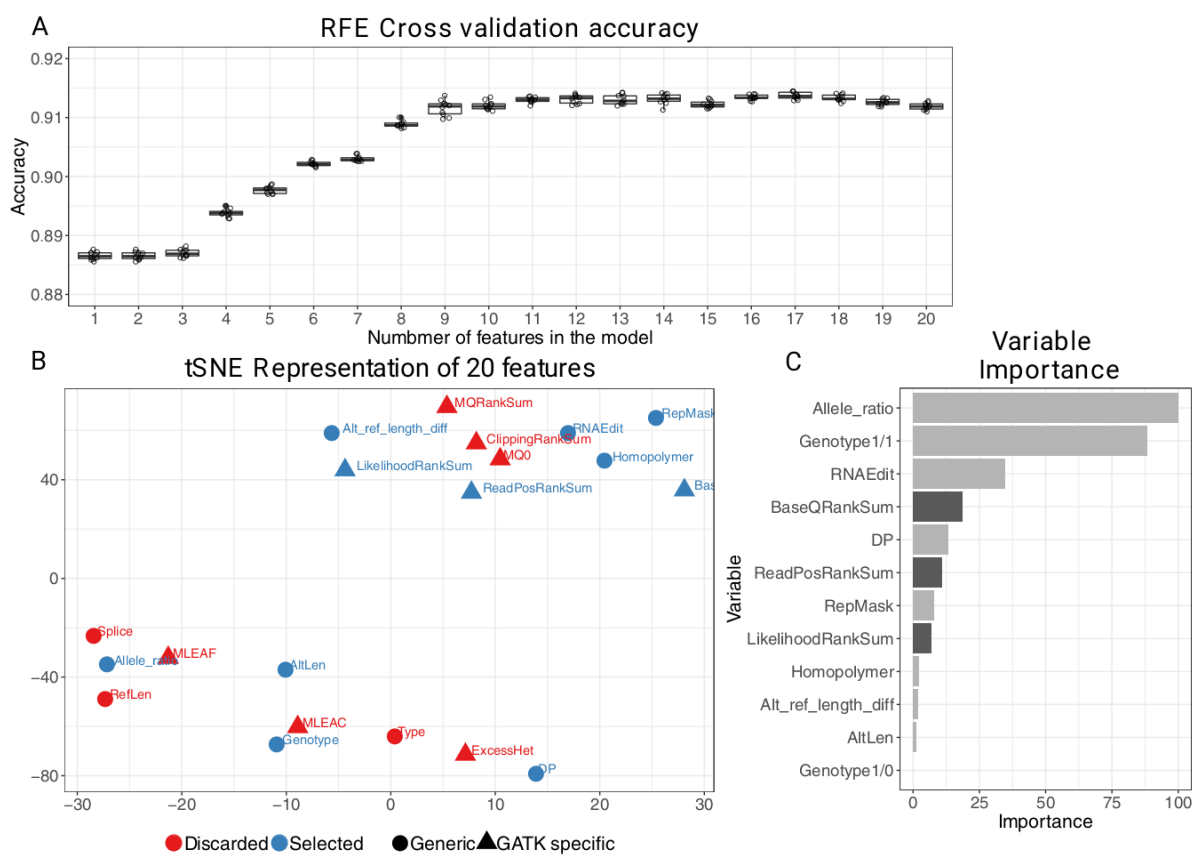 A
RFE Cross validation accuracy
Accuracy
0.92
0.91
0.90
0.89
0.88
1 2 3 4 5 6 7 8 9 10 11 12 13 14 15 16 17 18 19 20
Numbmer of features in the model
B
tSNE Representation of 20 features
40
0
−40
−80
−30 −20 −10 0 10 20 30
MQRankSum
RepMask
Alt_ref_length_diff
RNAEdit
ClippingRankSum
MQ0
Homopolymer
LikelihoodRankSum
ReadPosRankSum
Bas
Splice
MLEAF
Allele_ratio
AltLen
RefLen
MLEAC
Type
Genotype
ExcessHet
DP
Discarded Selected Generic GATK specific
C
Variable
Importance
Variable
Allele_ratio
Genotype1/1
RNAEdit
BaseQRankSum
DP
ReadPosRankSum
RepMask
LikelihoodRankSum
Homopolymer
Alt_ref_length_diff
AltLen
Genotype1/0
0 25 50 75 100
Importance